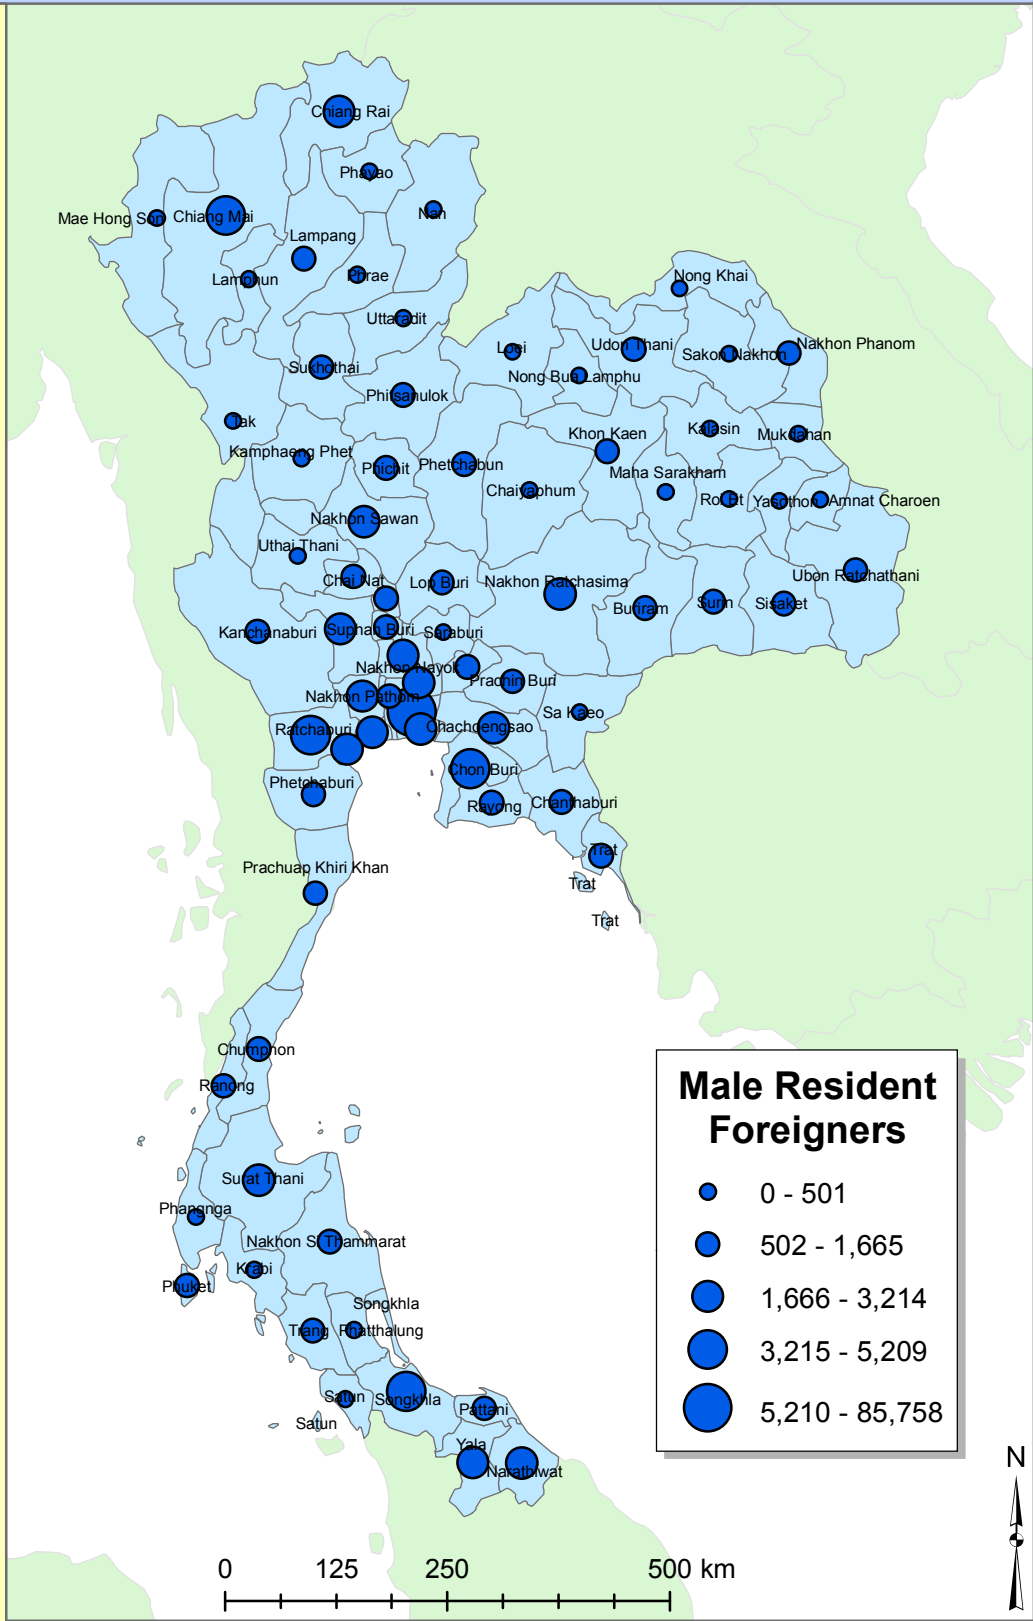 Chiang Rai
Phayao
Nan
Mae Hong Son
Chiang Mai
Lampang
Lamphun
Phrae
Nong Khai
Uttaradit
Loei
Udon Thani
Sakon Nakhon
Nakhon Phanom
Sukhothai
Nong Bua Lamphu
Phitsanulok
Tak
Khon Kaen
Kalasin
Mukdahan
Kamphaeng Phet
Phichit
Phetchabun
Maha Sarakham
Chaiyaphum
Roi Et
Yasothon
Amnat Charoen
Nakhon Sawan
Uthai Thani
Chai Nat
Lop Buri
Nakhon Ratchasima
Ubon Ratchathani
Buriram
Surin
Sisaket
Kanchanaburi
Suphan Buri
Saraburi
Nakhon Nayok
Prachin Buri
Nakhon Pathom
Sa Kaeo
Ratchaburi
Chachoengsao
Chon Buri
Phetchaburi
Rayong
Chanthaburi
Trat
Trat
Trat
Prachuap Khiri Khan
Chumphon
Ranong
Surat Thani
Phangnga
Nakhon Si Thammarat
Krabi
Phuket
Songkhla
Trang
Phatthalung
Satun
Songkhla
Satun
Pattani
Yala
Narathiwat
Male Resident
Foreigners
0 - 501
502 - 1,665
1,666 - 3,214
3,215 - 5,209
5,210 - 85,758
N
0 125 250 500 km